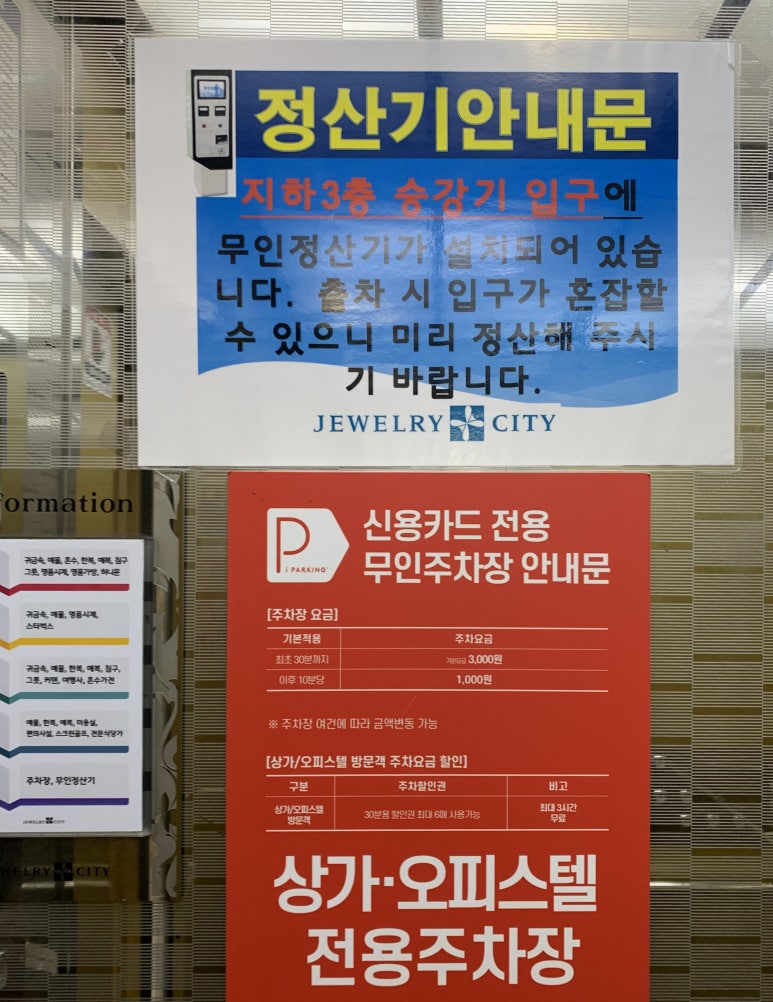 정산기안내문
지하3층 승강기 입구에
무인정산기가 설치되어 있습
니다. 출차 시 입구가 혼잡할
수 있으니 미리 정산해 주시
기 바랍니다.
JEWELRY CITY
formation
귀금속, 예물, 혼수, 한복, 예복, 침구
그릇, 명품시계, 명품가방, 허니문
귀금속, 예물, 명품시계,
스타벅스
귀금속, 예물, 한복, 예복, 침구,
그릇, 커텐, 여행사, 혼수가전
예물, 한복, 예복, 미용실,
편의시설, 스크린골프, 전문식당가
주차장, 무인정산기
JEWELRY CITY
WELRY CITY
P
i PARKING
신용카드 전용
무인주차장 안내문
[주차장 요금]
기본적용 주차요금
최초 30분까지 기본요금 3,000원
이후 10분당 1,000원
※ 주차장 여건에 따라 금액변동 가능
[상가/오피스텔 방문객 주차요금 할인]
구분 주차할인권 비고
상가/오피스텔
방문객 30분용 할인권 최대 6매 사용가능 최대 3시간
무료
상가·오피스텔
전용주차장